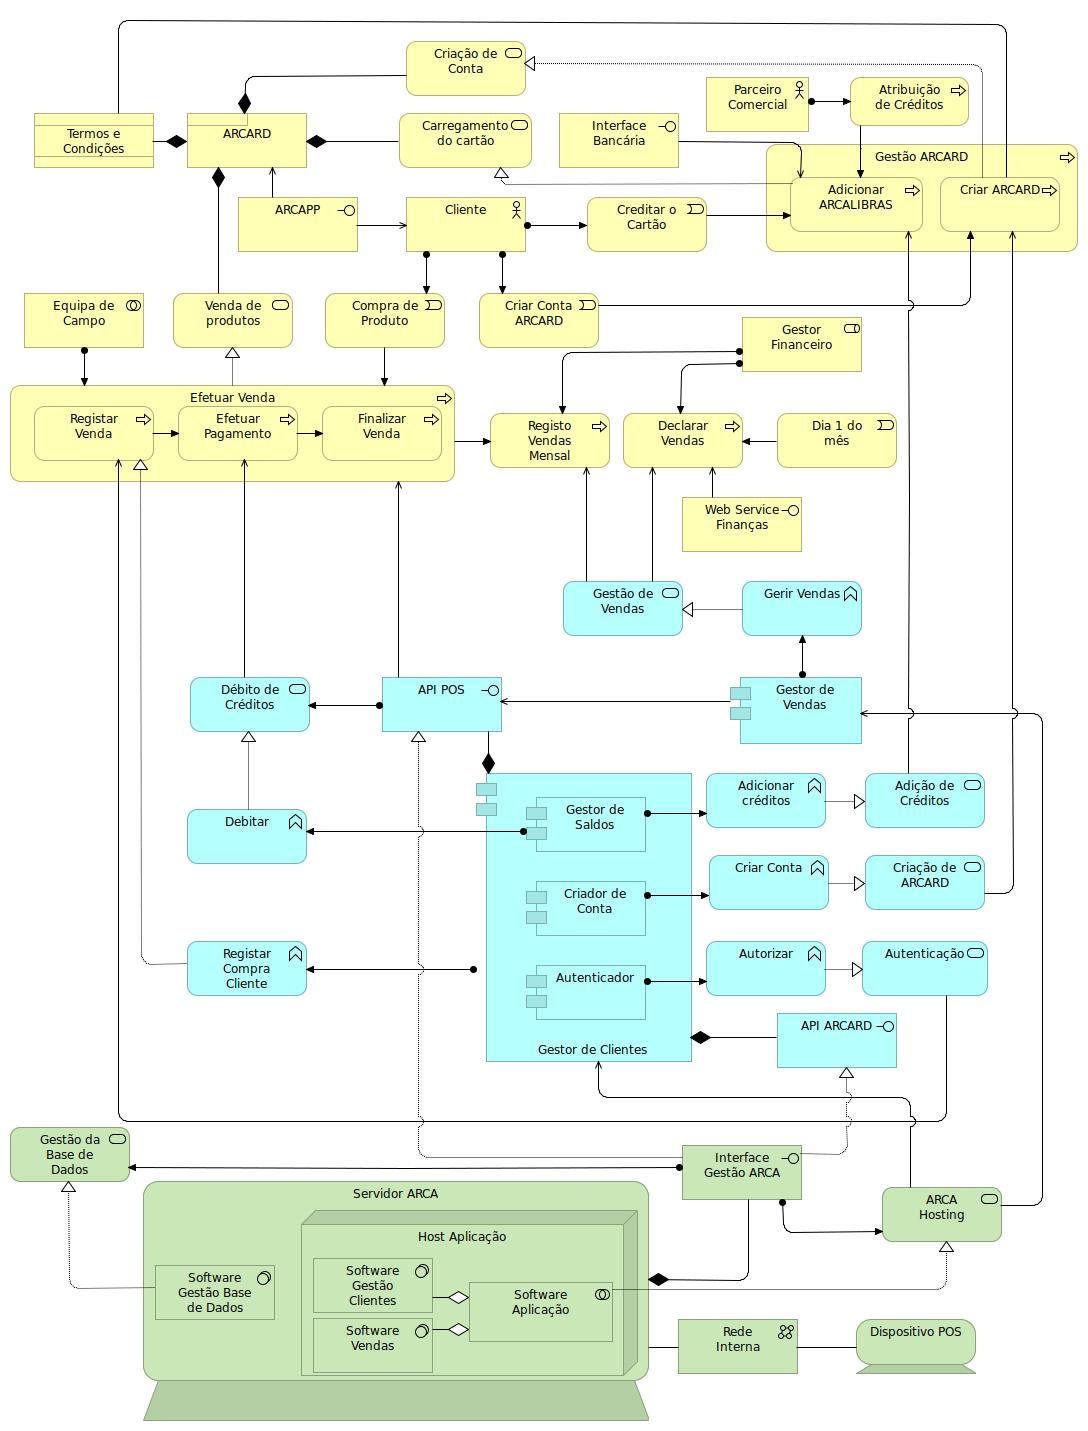 Criação de
Conta
Parceiro
Comercial
Atribuição
de Créditos
Termos e
Condições
ARCARD
Carregamento
do cartão
Interface
Bancária
Gestão ARCARD
Adicionar
ARCALIBRAS
Criar ARCARD
ARCAPP
Cliente
Creditar o
Cartão
Equipa de
Campo
Venda de
produtos
Compra de
Produto
Criar Conta
ARCARD
Gestor
Financeiro
Efetuar Venda
Registar
Venda
Efetuar
Pagamento
Finalizar
Venda
Registo
Vendas
Mensal
Declarar
Vendas
Dia 1 do
mês
Web Service
Finanças
Gestão de
Vendas
Gerir Vendas
Débito de
Créditos
API POS
Gestor de
Vendas
Debitar
Gestor de
Saldos
Adicionar
créditos
Adição de
Créditos
Criador de
Conta
Criar Conta
Criação de
ARCARD
Registar
Compra
Cliente
Autenticador
Autorizar
Autenticação
API ARCARD
Gestor de Clientes
Gestão da
Base de
Dados
Interface
Gestão ARCA
Servidor ARCA
ARCA
Hosting
Host Aplicação
Software
Gestão Base
de Dados
Software
Gestão
Clientes
Software
Aplicação
Software
Vendas
Rede
Interna
Dispositivo POS